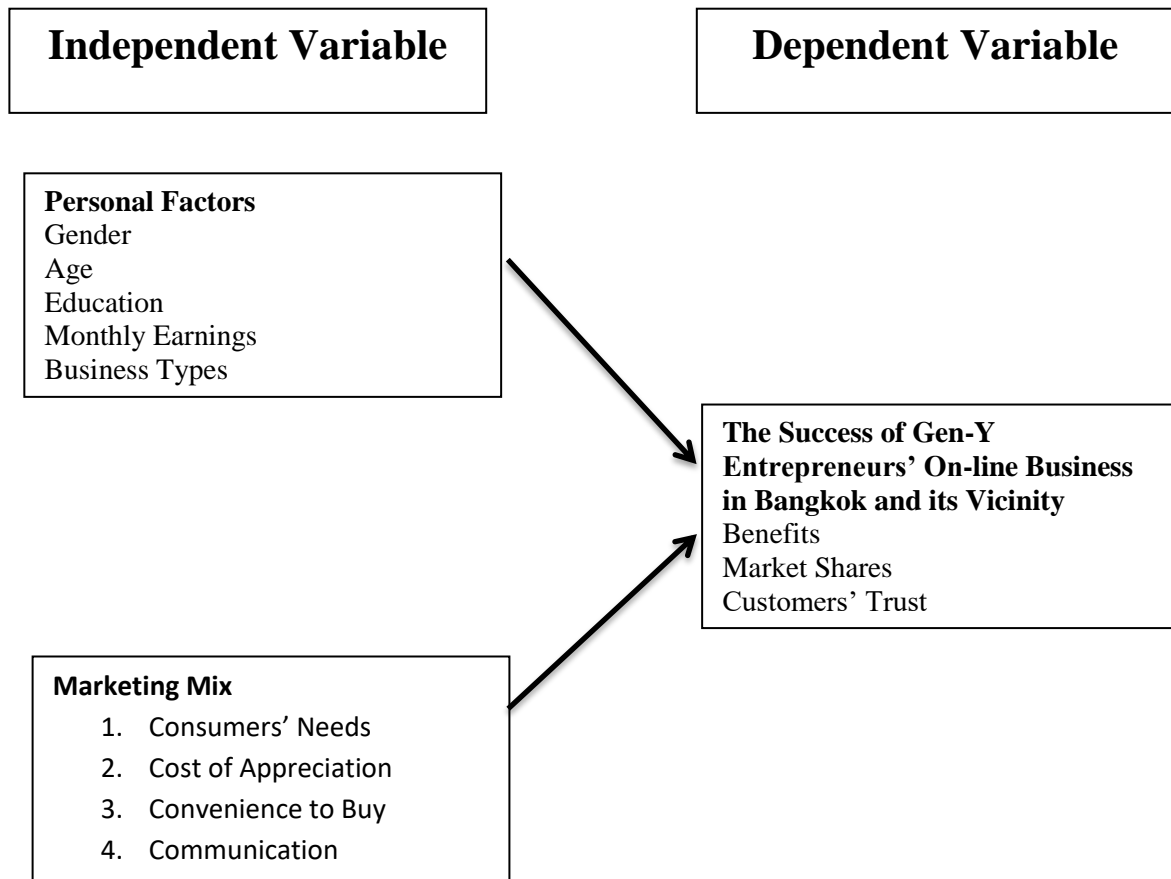 Independent Variable
Dependent Variable
Personal Factors
Gender
Age
Education
Monthly Earnings
Business Types
The Success of Gen-Y
Entrepreneurs’ On-line Business
in Bangkok and its Vicinity
Benefits
Market Shares
Customers’ Trust
Marketing Mix
1. Consumers’ Needs
2. Cost of Appreciation
3. Convenience to Buy
4. Communication